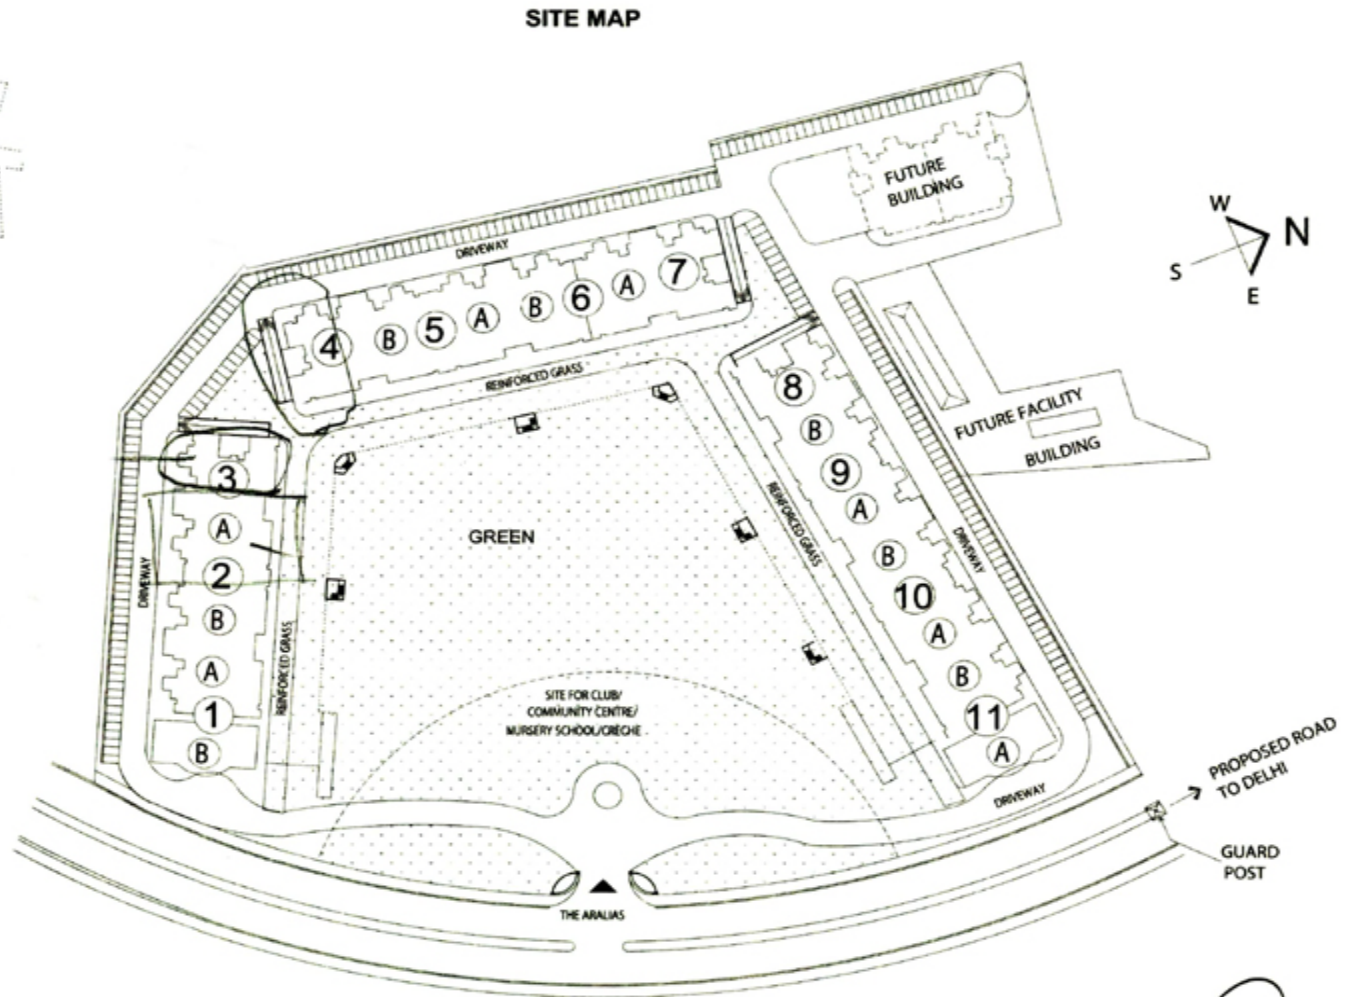 SITE MAP
FUTURE
BUILDING
W
N
S
E
DRIVEWAY
7
A
6
B
A
5
B
4
REINFORCED GRASS
8
B
9
A
B
10
A
B
11
A
REINFORCED GRASS
DRIVEWAY
FUTURE FACILITY
BUILDING
3
A
2
B
A
1
B
DRIVEWAY
REINFORCED GRASS
GREEN
SITE FOR CLUB/
COMMUNITY CENTRE/
MURSERY SCHOOL/CRECHE
DRIVEWAY
PROPOSED ROAD
TO DELHI
GUARD
POST
THE ARALIAS